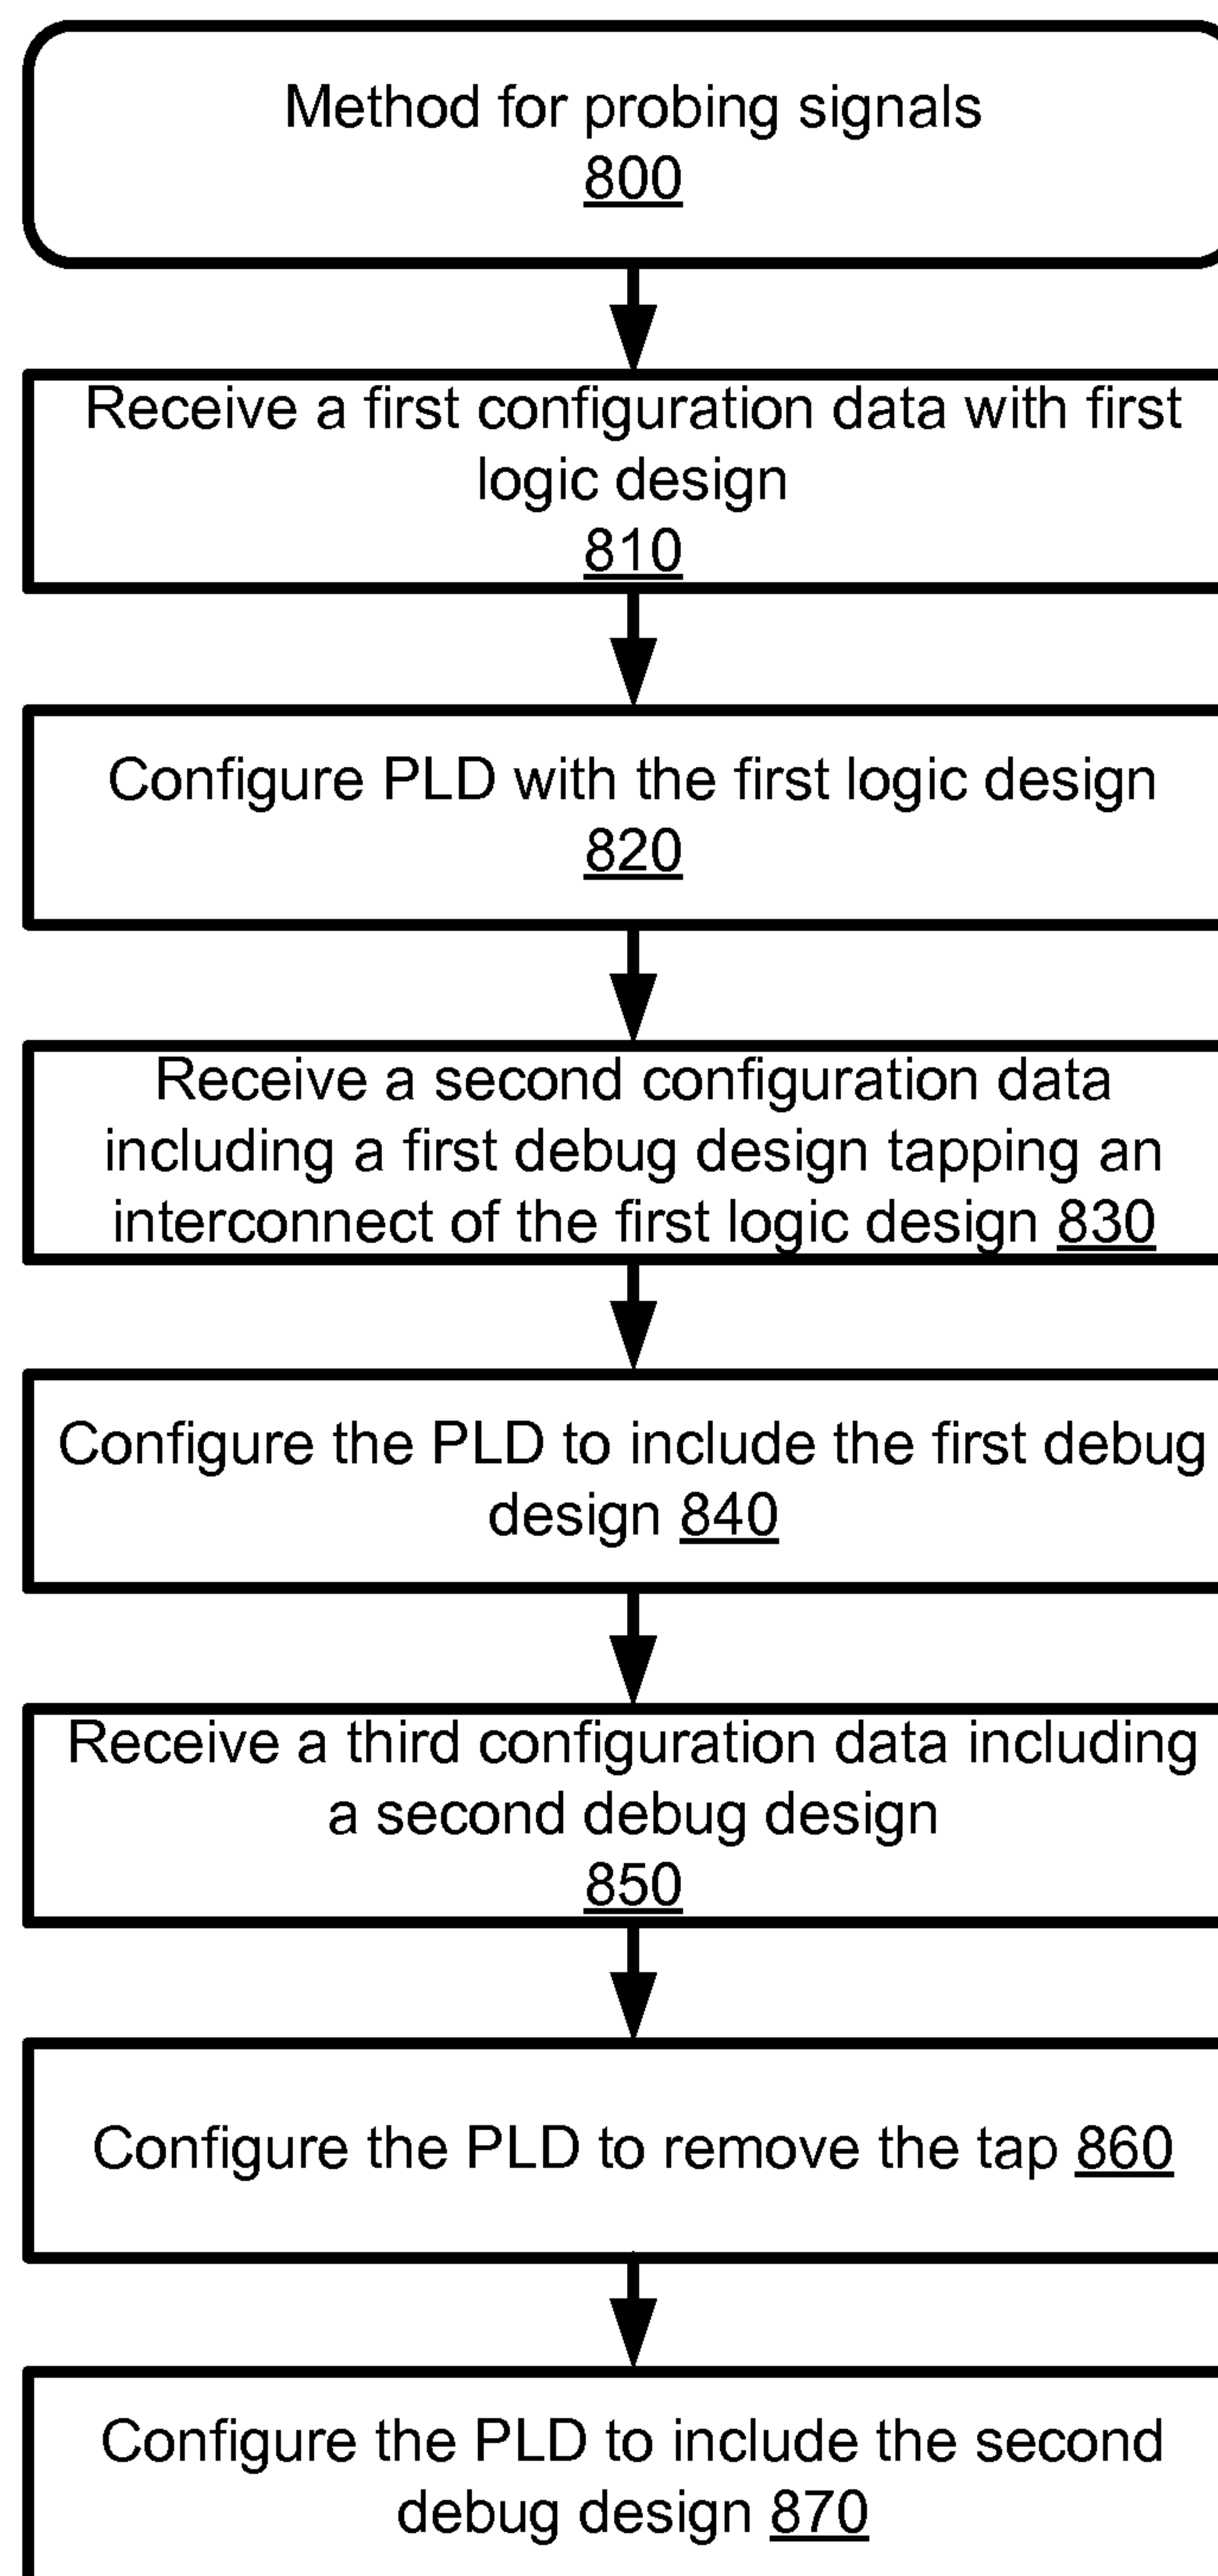 Method for probing signals
800
Receive a first configuration data with first
logic design
810
Configure PLD with the first logic design
820
Receive a second configuration data
including a first debug design tapping an
interconnect of the first logic design 830
Configure the PLD to include the first debug
design 840
Receive a third configuration data including
a second debug design
850
Configure the PLD to remove the tap 860
Configure the PLD to include the second
debug design 870